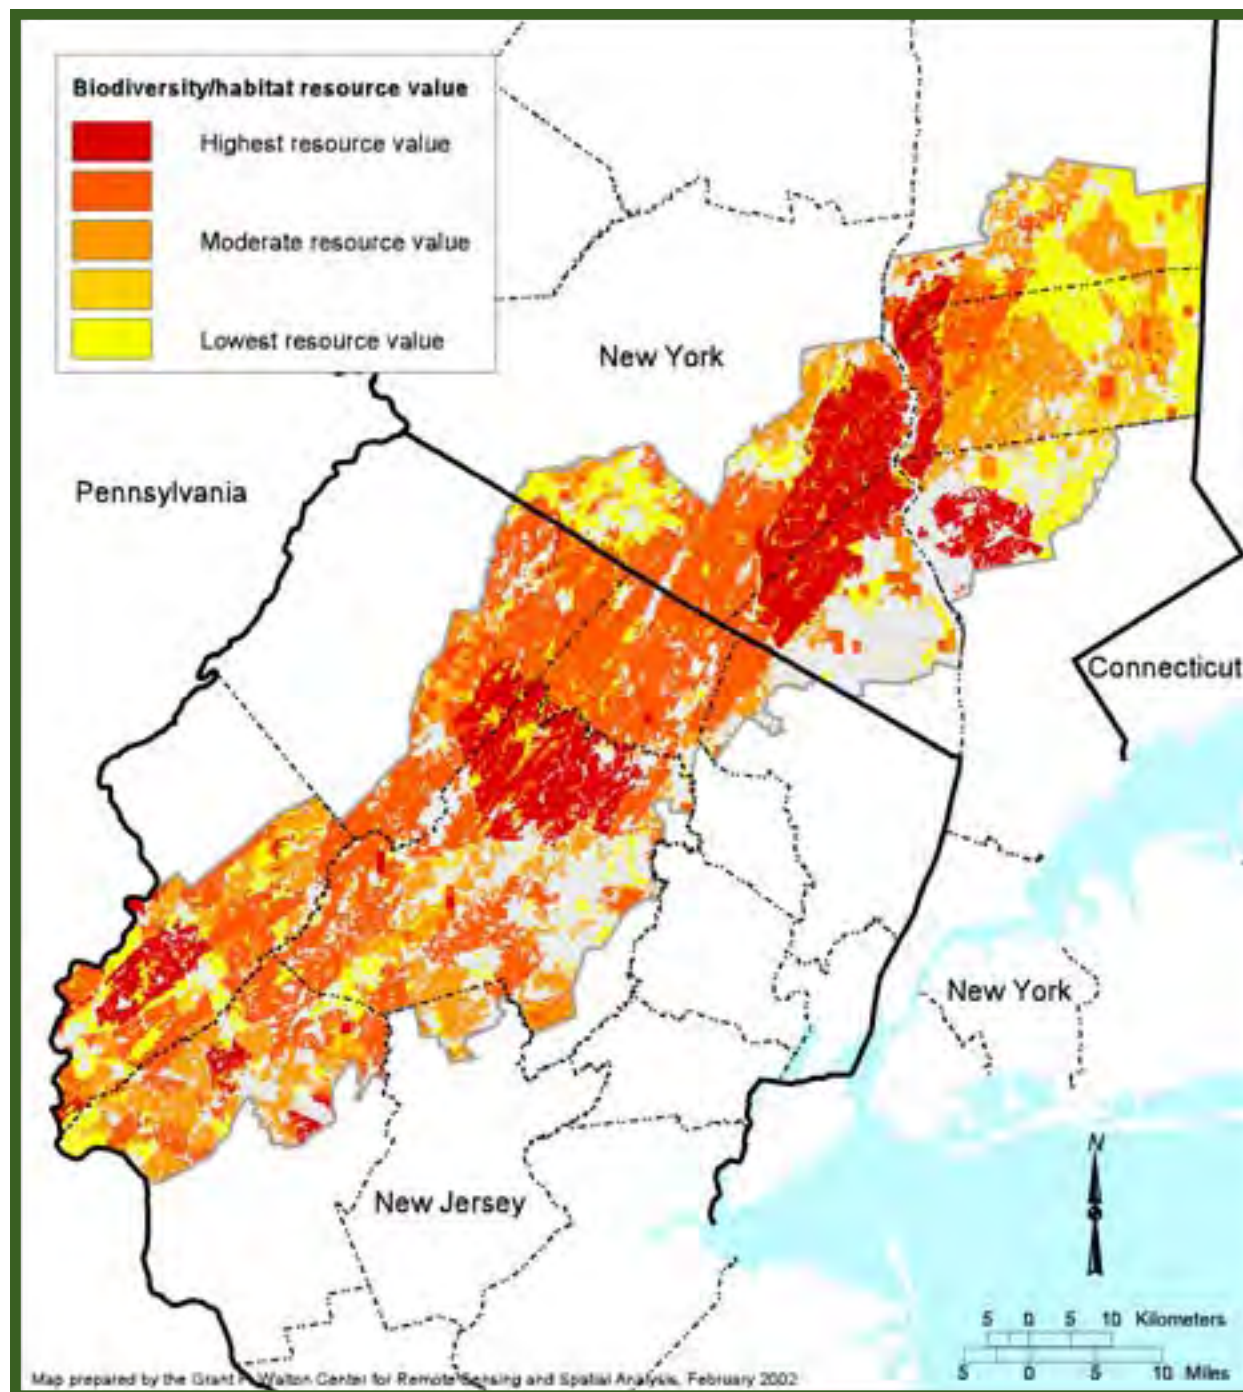 Biodiversity/habitat resource value
Highest resource value
Moderate resource value
Lowest resource value
New York
Pennsylvania
Connecticut
New York
New Jersey
N
5 0 5 10 Kilometers
5 0 5 10 Miles
Map prepared by the Grant F. Walton Center for Remote Sensing and Spatial Analysis, February 2002